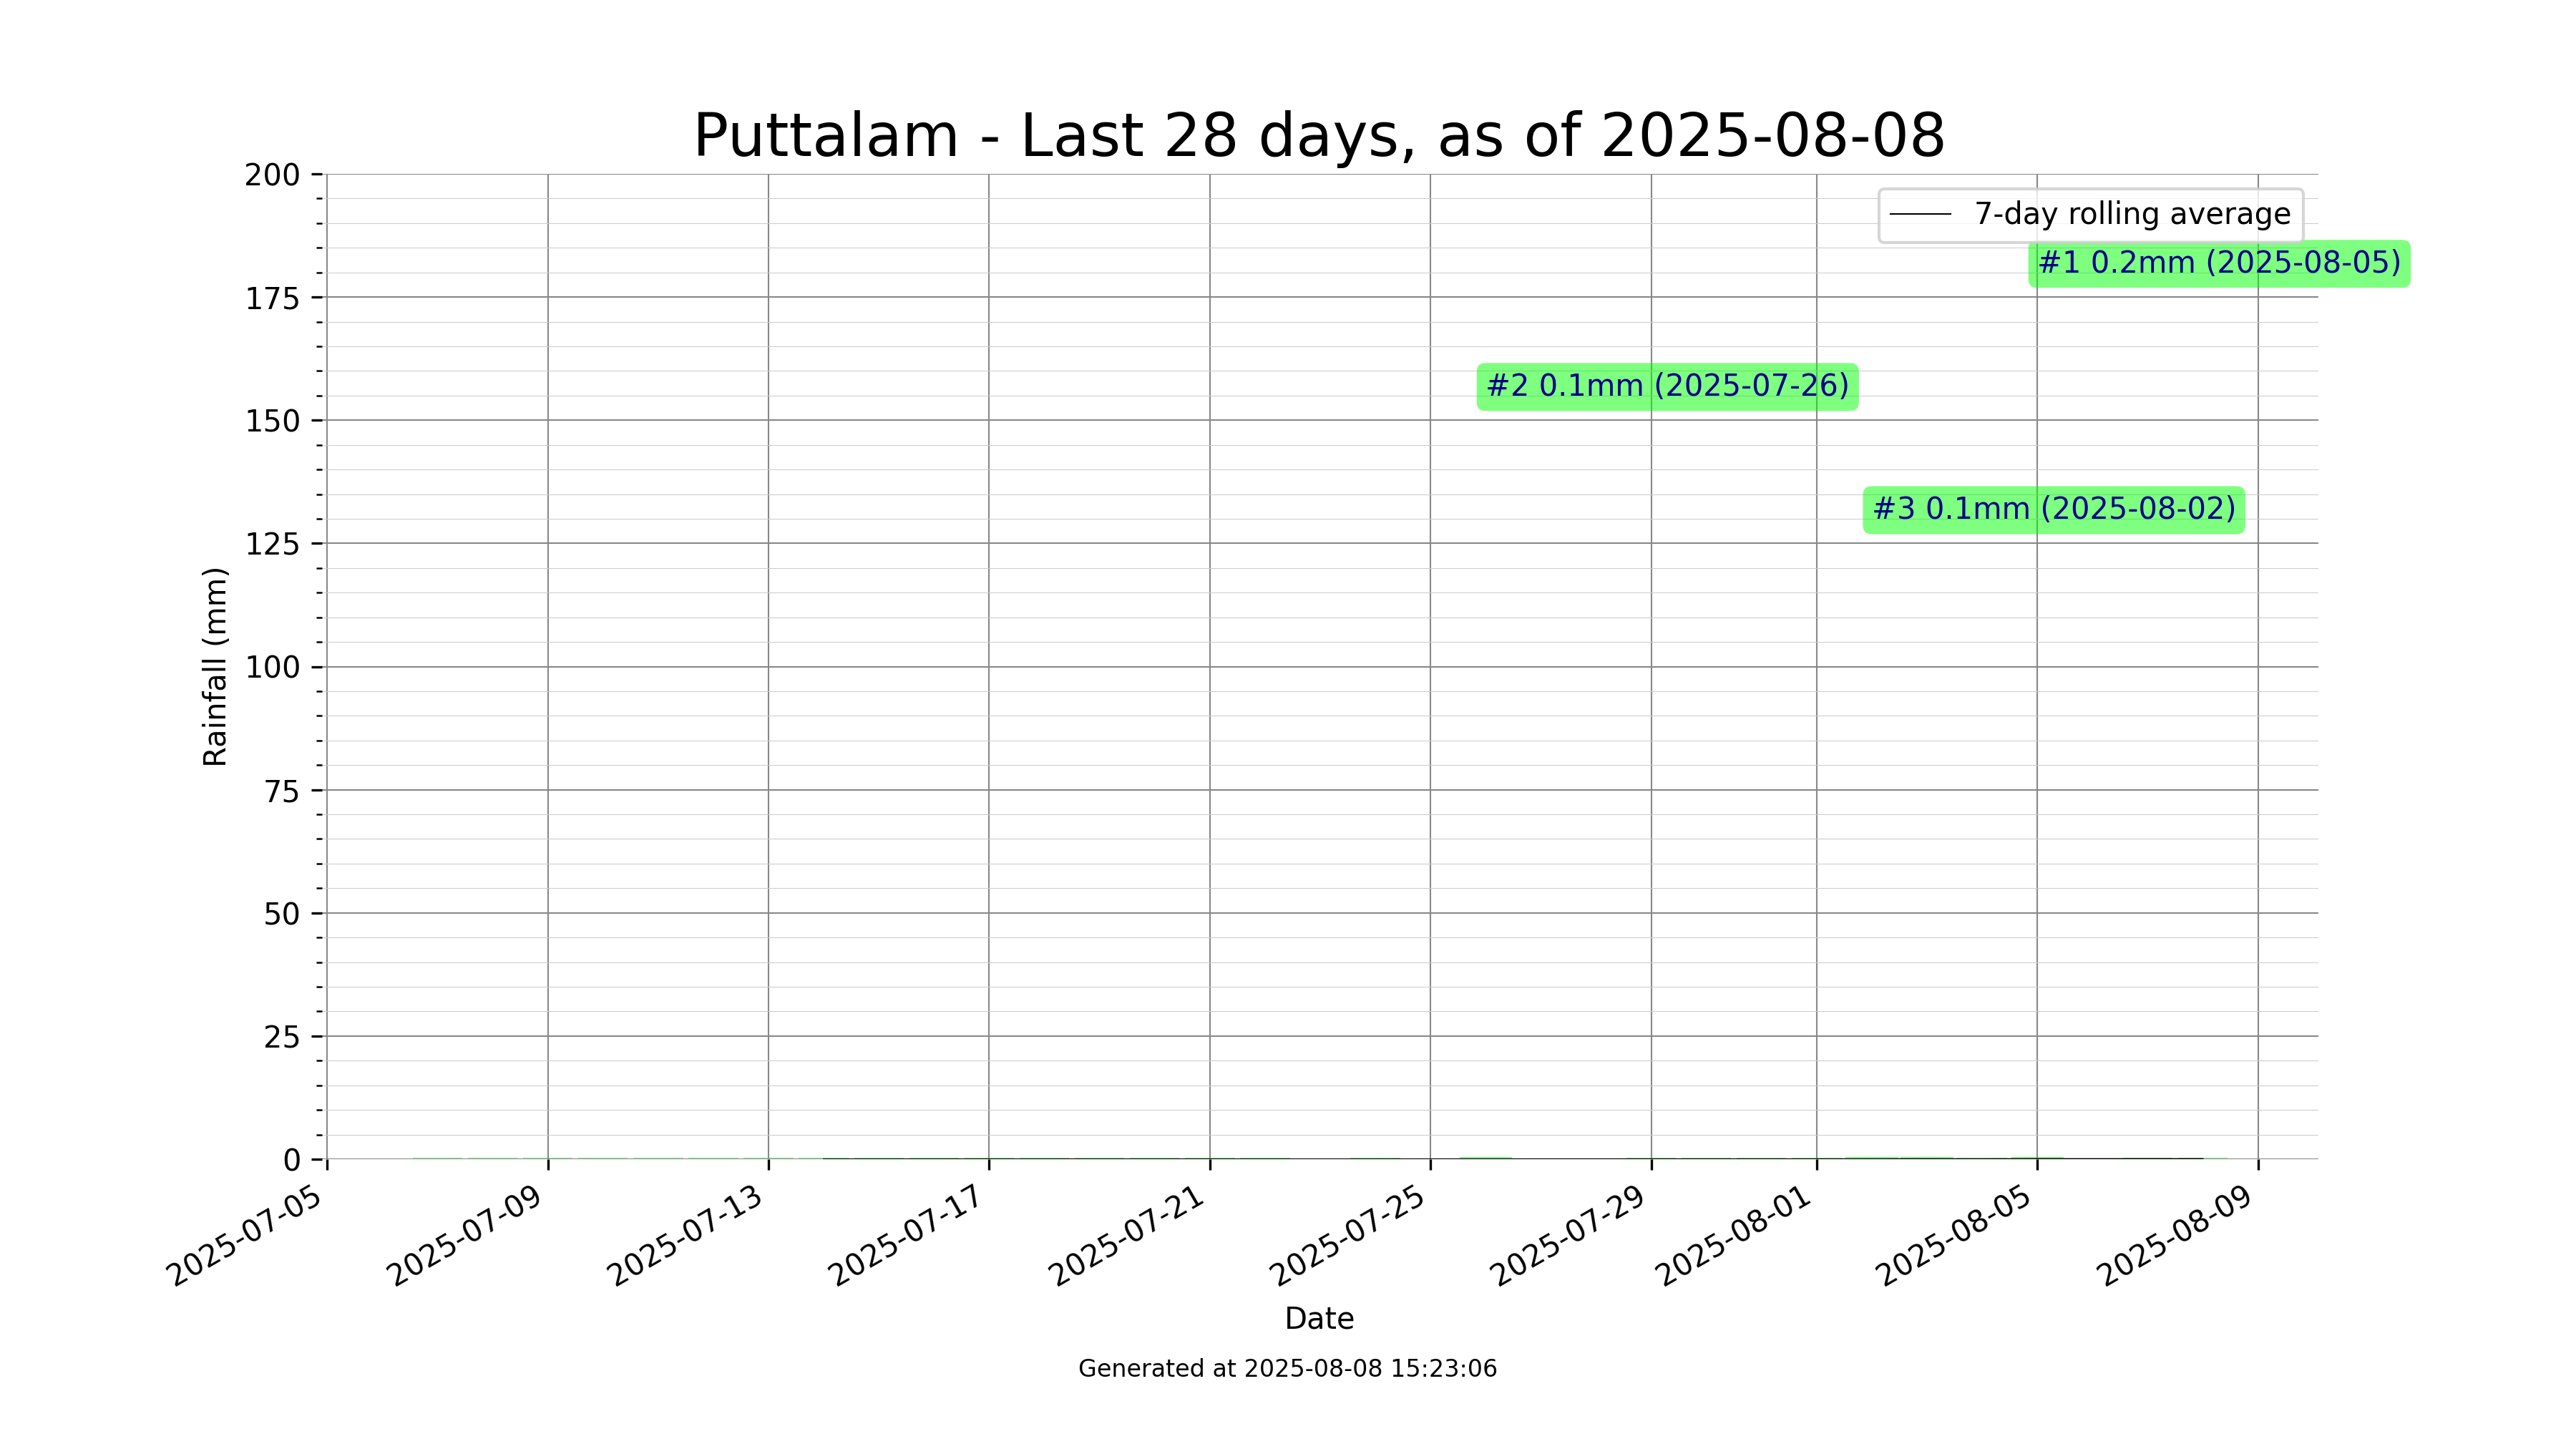 Puttalam - Last 28 days, as of 2025-08-08
7-day rolling average
#1 0.2mm (2025-08-05)
#2 0.1mm (2025-07-26)
#3 0.1mm (2025-08-02)
Rainfall (mm)
200
175
150
125
100
75
50
25
0
2025-07-05
2025-07-09
2025-07-13
2025-07-17
2025-07-21
2025-07-25
2025-07-29
2025-08-01
2025-08-05
2025-08-09
Date
Generated at 2025-08-08 15:23:06